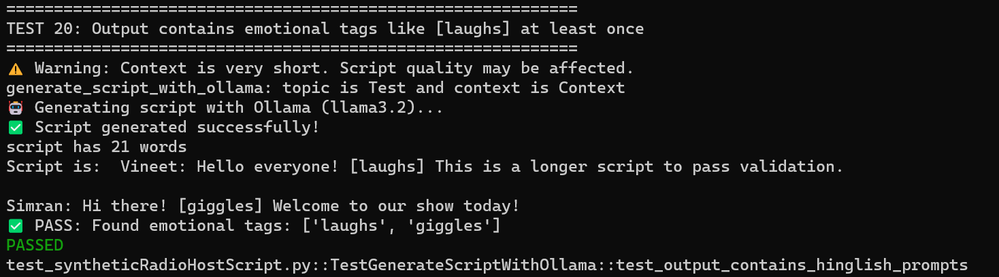 ============================================================
TEST 20: Output contains emotional tags like [laughs] at least once
============================================================
⚠️ Warning: Context is very short. Script quality may be affected.
generate_script_with_ollama: topic is Test and context is Context
🤖 Generating script with Ollama (llama3.2)...
✅ Script generated successfully!
script has 21 words
Script is:  Vineet: Hello everyone! [laughs] This is a longer script to pass validation.
Simran: Hi there! [giggles] Welcome to our show today!
✅ PASS: Found emotional tags: ['laughs', 'giggles']
PASSED
test_syntheticRadioHostScript.py::TestGenerateScriptWithOllama::test_output_contains_hinglish_prompts